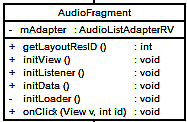 AudioFragment
- mAdapter : AudioListAdapterRV
+ getLayoutResID () : int
+ initView () : void
+ initListener () : void
+ initData () : void
- initLoader () : void
+ onClick (View v, int id) : void